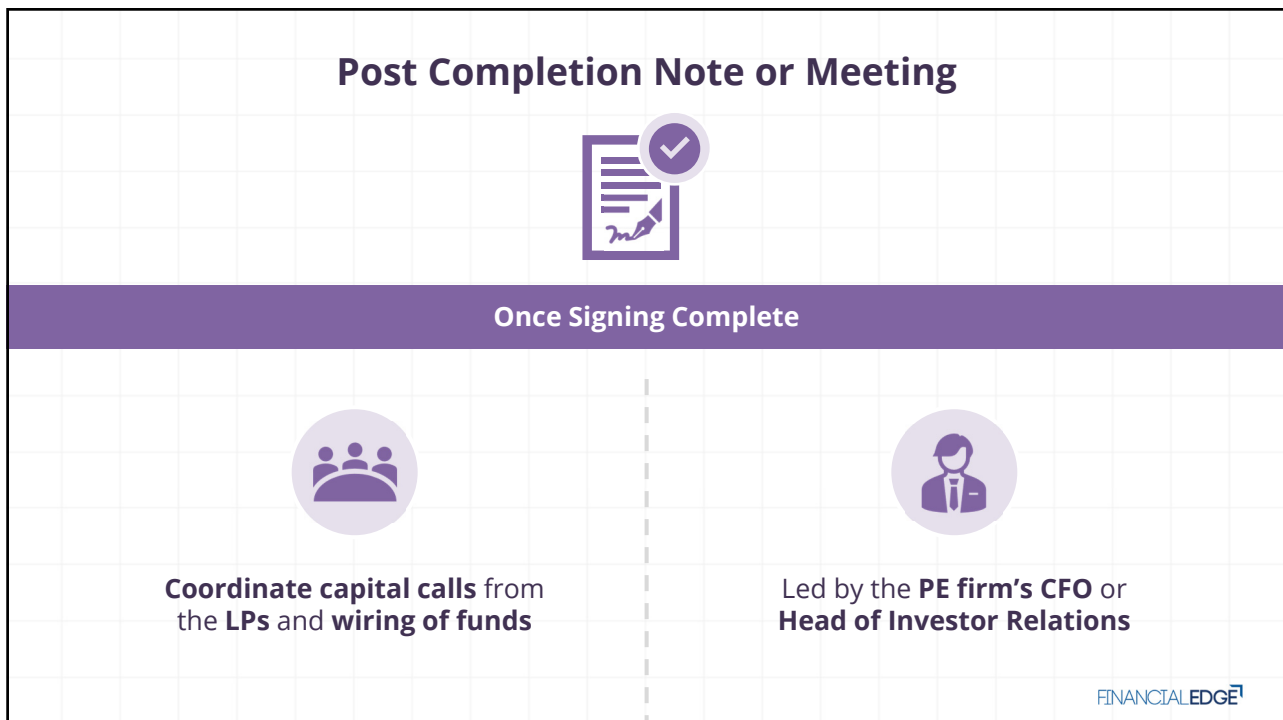 Post Completion Note or Meeting
Once Signing Complete
Coordinate capital calls from
the LPs and wiring of funds
Led by the PE firm's CFO or
Head of Investor Relations
FINANCIALEDGE